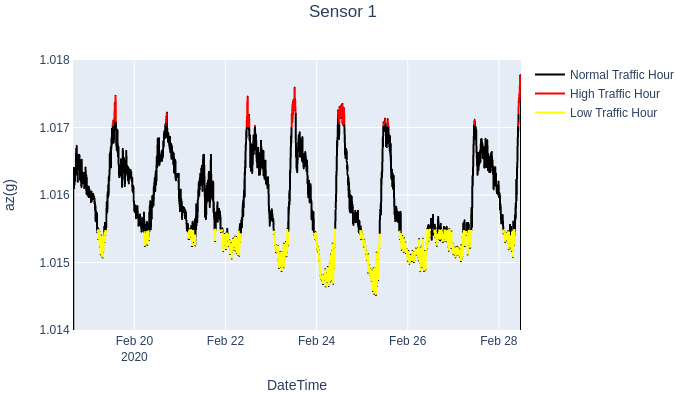 Sensor 1
1.018
1.017
1.016
1.015
1.014
az(g)
Feb 20
2020
Feb 22
Feb 24
Feb 26
Feb 28
DateTime
Normal Traffic Hour
High Traffic Hour
Low Traffic Hour